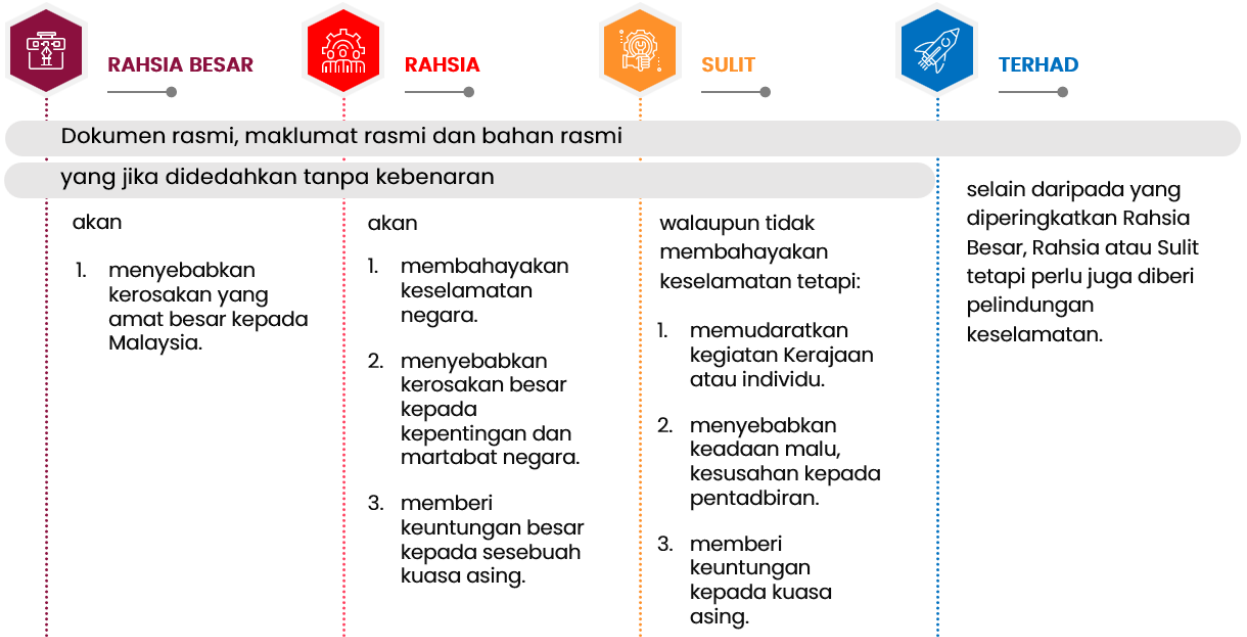 RAHSIA BESAR
RAHSIA
SULIT
TERHAD
Dokumen rasmi, maklumat rasmi dan bahan rasmi
yang jika didedahkan tanpa kebenaran
akan
1. menyebabkan
kerosakan yang
amat besar kepada
Malaysia.
akan
1. membahayakan
keselamatan
negara.
2. menyebabkan
kerosakan besar
kepada
kepentingan dan
martabat negara.
3. memberi
keuntungan besar
kepada sesebuah
kuasa asing.
walaupun tidak
membahayakan
keselamatan tetapi:
1. memudaratkan
kegiatan Kerajaan
atau individu.
2. menyebabkan
keadaan malu,
kesusahan kepada
pentadbiran.
3. memberi
keuntungan
kepada kuasa
asing.
selain daripada yang
diperingkatkan Rahsia
Besar, Rahsia atau Sulit
tetapi perlu juga diberi
pelindungan
keselamatan.